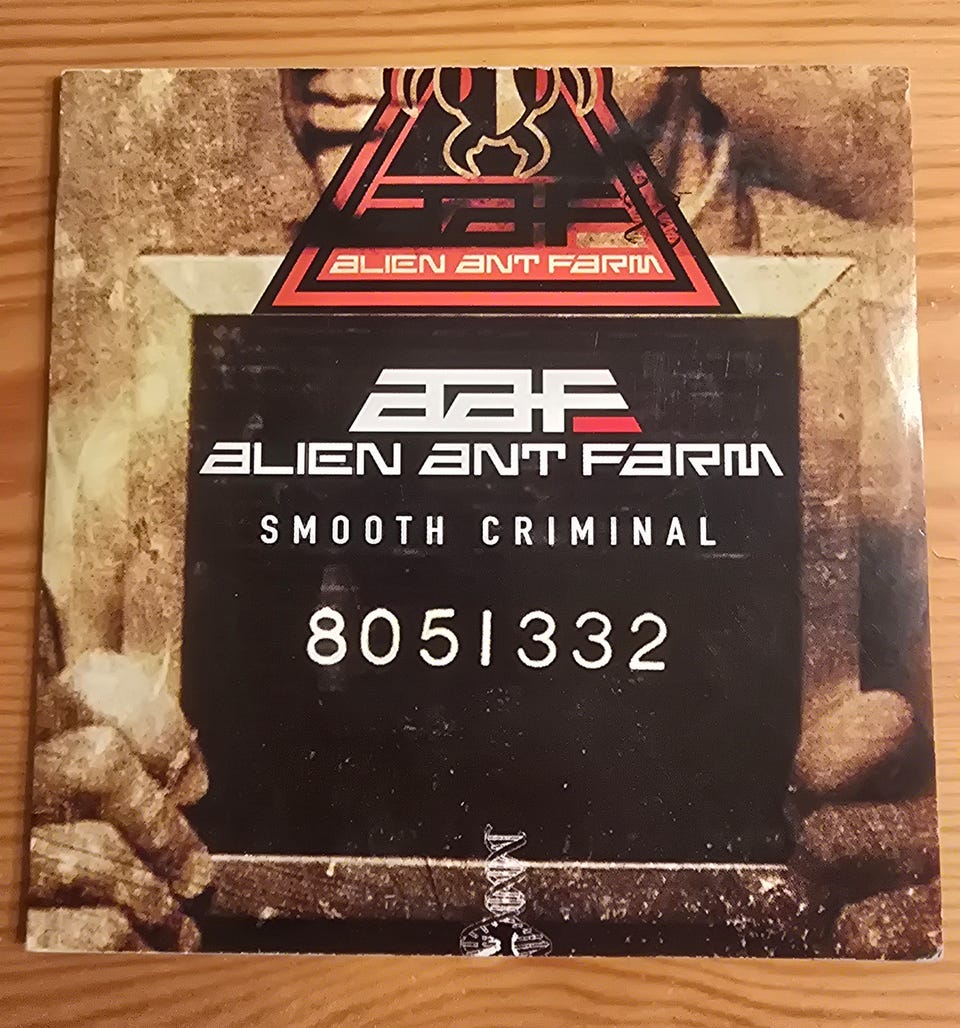 aaF
ALIEN ANT FARM
aaF
ALIEN ANT FARM
SMOOTH CRIMINAL
8051332